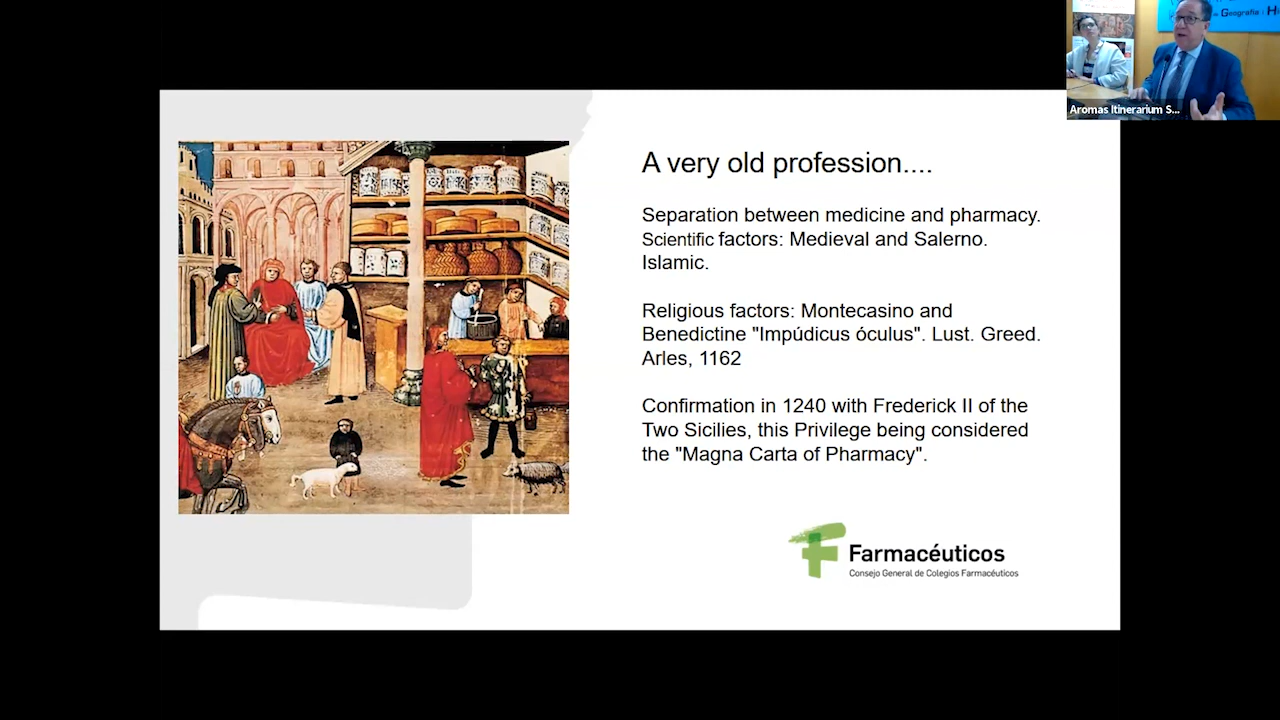 de Geografia i H
Aromas Itinerarium S...
A very old profession....
Separation between medicine and pharmacy.
Scientific factors: Medieval and Salerno.
Islamic.
Religious factors: Montecasino and
Benedictine "Impúdicus óculus". Lust. Greed.
Arles, 1162
Confirmation in 1240 with Frederick II of the
Two Sicilies, this Privilege being considered
the "Magna Carta of Pharmacy".
Farmacéuticos
Consejo General de Colegios Farmacéuticos